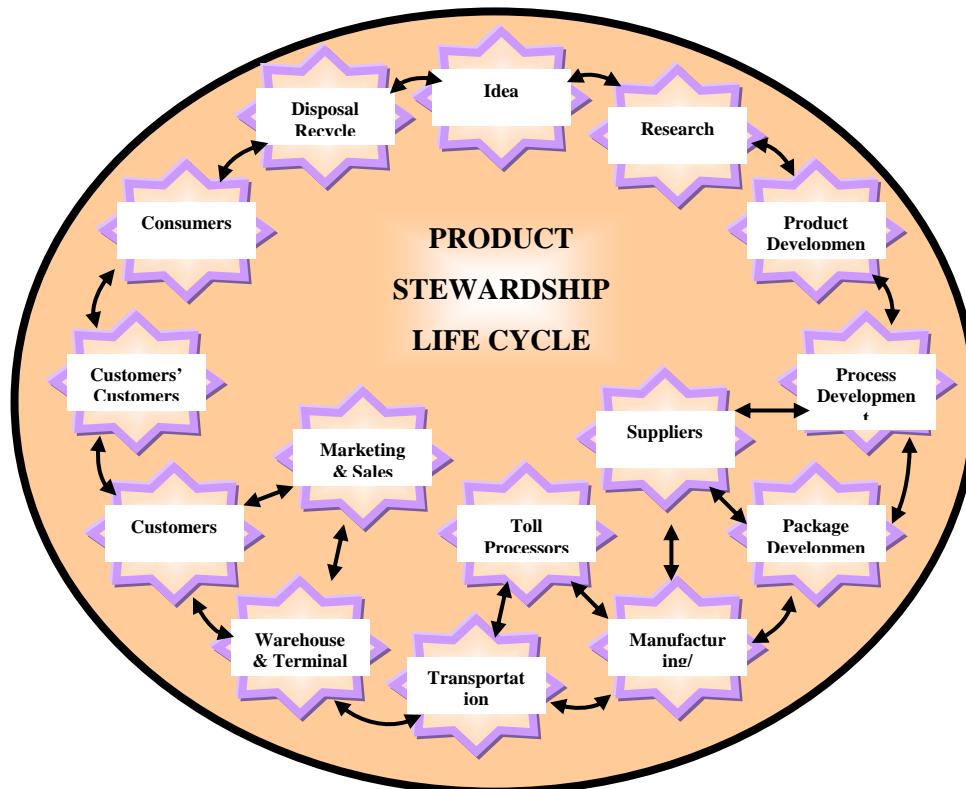 Idea
Research
Product
Developmen
Process
Developmen
t
Package
Developmen
Suppliers
Manufactur
ing/
Toll
Processors
Transportat
ion
Warehouse
& Terminal
Marketing
& Sales
Customers
Customers’
Customers
Consumers
Disposal
Recycle
PRODUCT
STEWARDSHIP
LIFE CYCLE